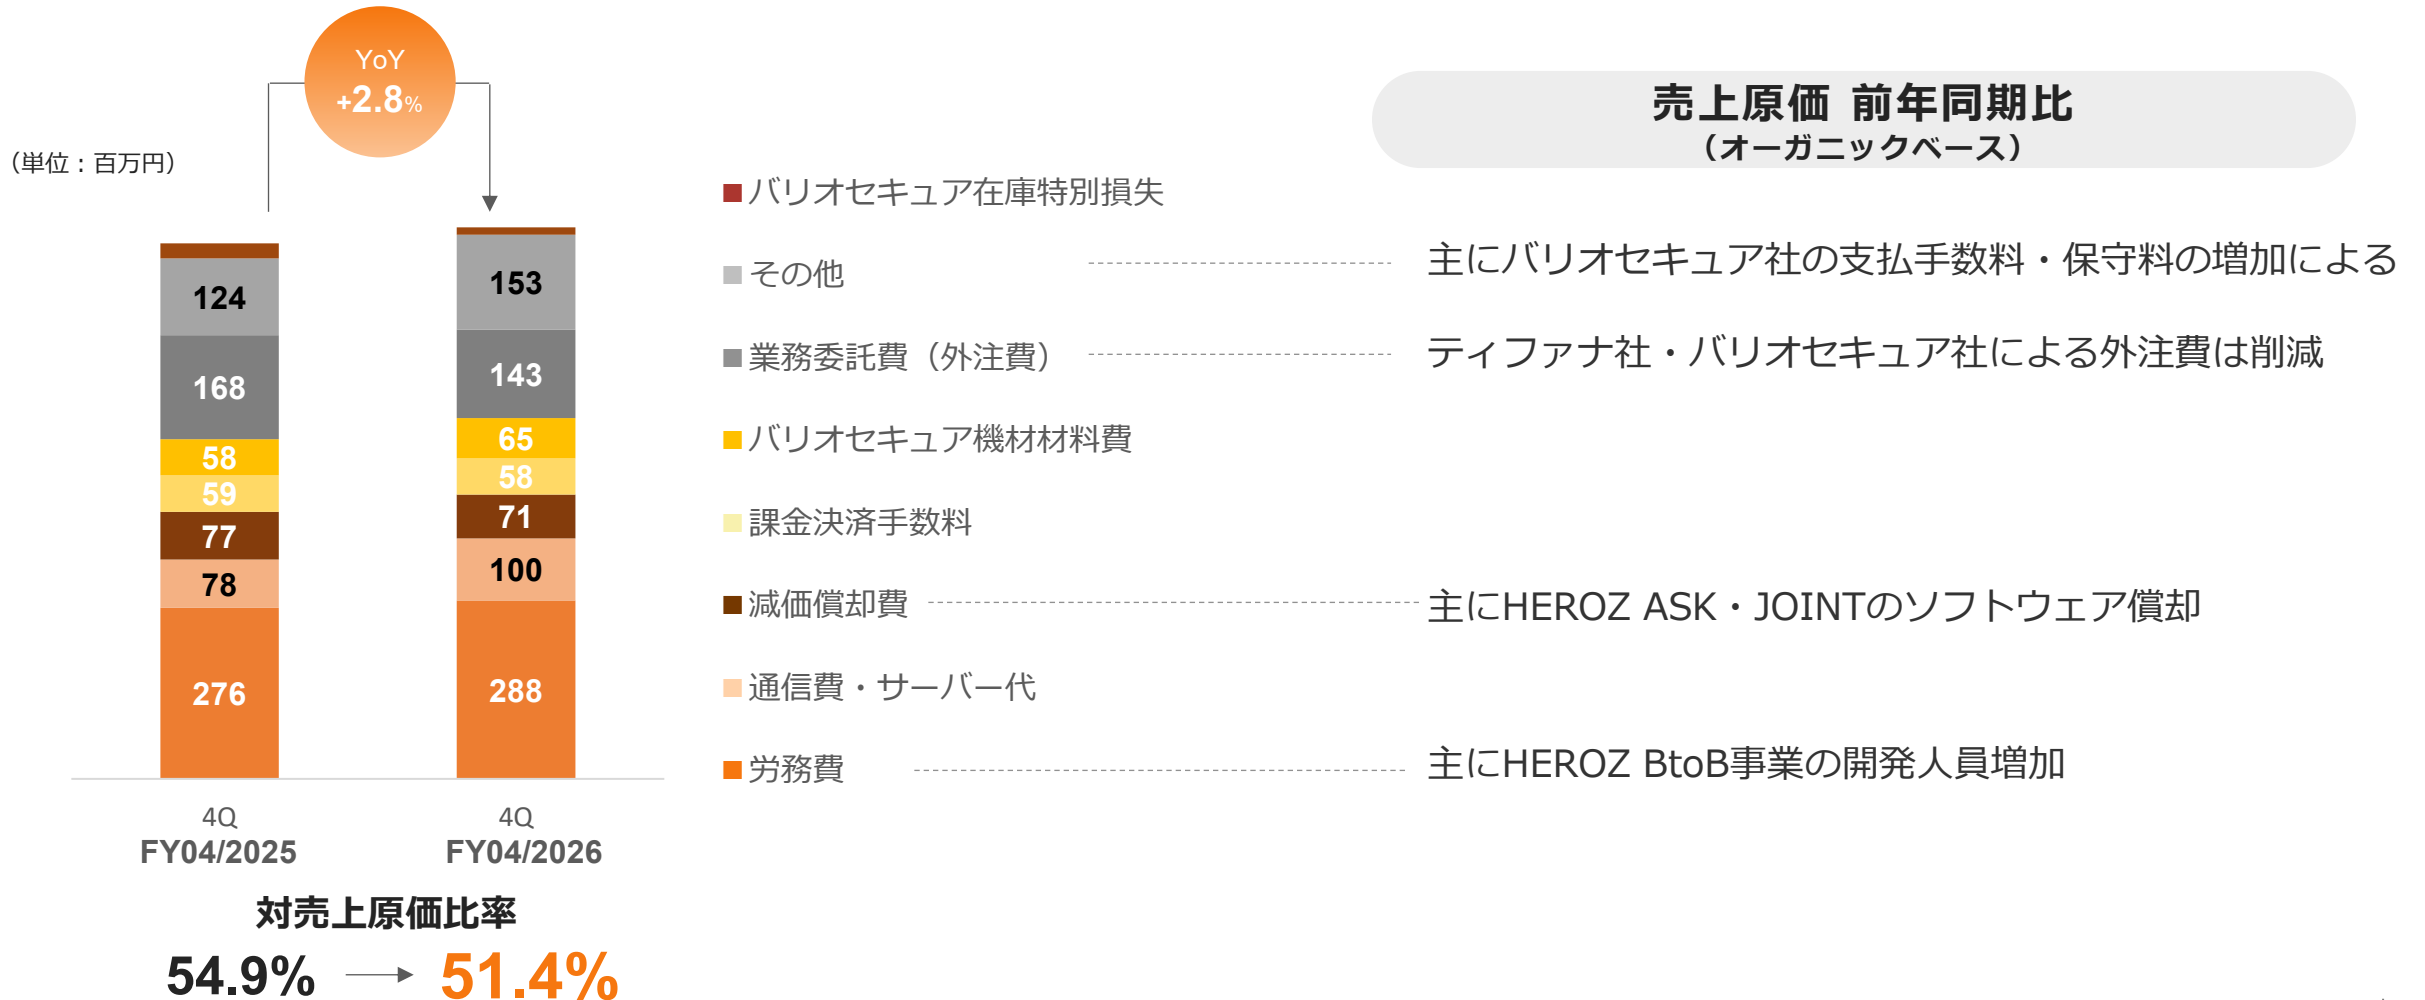 YoY
+2.8%
（単位：百万円）
124
168
58
59
77
78
276
153
143
65
58
71
100
288
4Q
FY04/2025
4Q
FY04/2026
対売上原価比率
54.9%
51.4%
売上原価 前年同期比
（オーガニックベース）
バリオセキュア在庫特別損失
その他
主にバリオセキュア社の支払手数料・保守料の増加による
業務委託費（外注費）
ティファナ社・バリオセキュア社による外注費は削減
バリオセキュア機材材料費
課金決済手数料
減価償却費
主にHEROZ ASK・JOINTのソフトウェア償却
通信費・サーバー代
労務費
主にHEROZ BtoB事業の開発人員増加